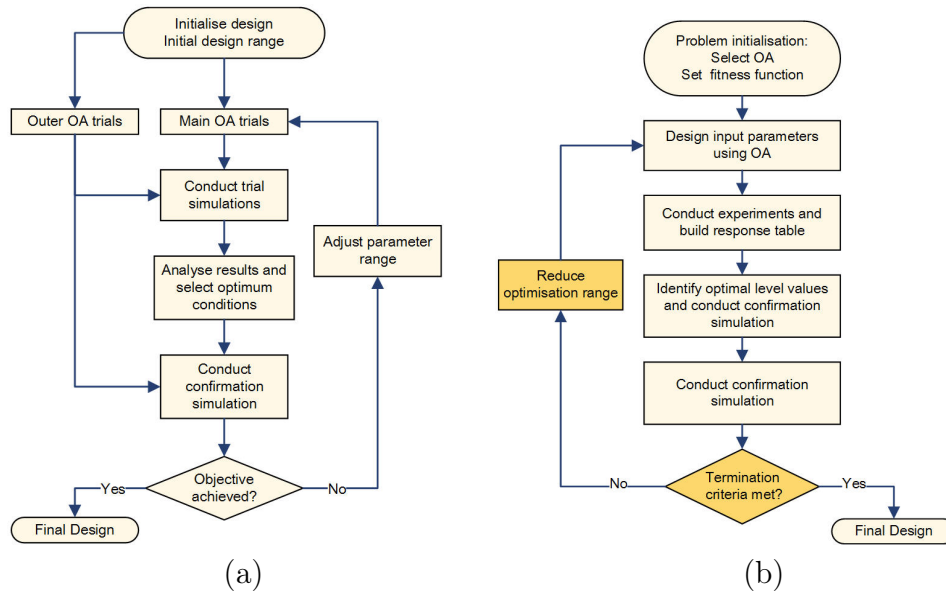 Initialise design
Initial design range
Outer OA trials
Main OA trials
Conduct trial
simulations
Adjust parameter
range
Analyse results and
select optimum
conditions
Conduct
confirmation
simulation
Objective
achieved?
Yes
No
Final Design
(a)
Problem initialisation:
Select OA
Set fitness function
Design input parameters
using OA
Conduct experiments and
build response table
Reduce
optimisation range
Identify optimal level values
and conduct confirmation
simulation
Conduct confirmation
simulation
Termination
criteria met?
No
Yes
Final Design
(b)